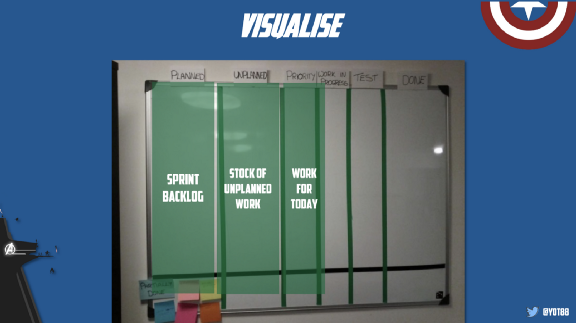 VISUALISE
PLANNED UNPLANNED PRIORITY WORK IN PROGRESS TEST DONE
SPRINT BACKLOG
STOCK OF UNPLANNED WORK
WORK FOR TODAY
DONE
@YOT88